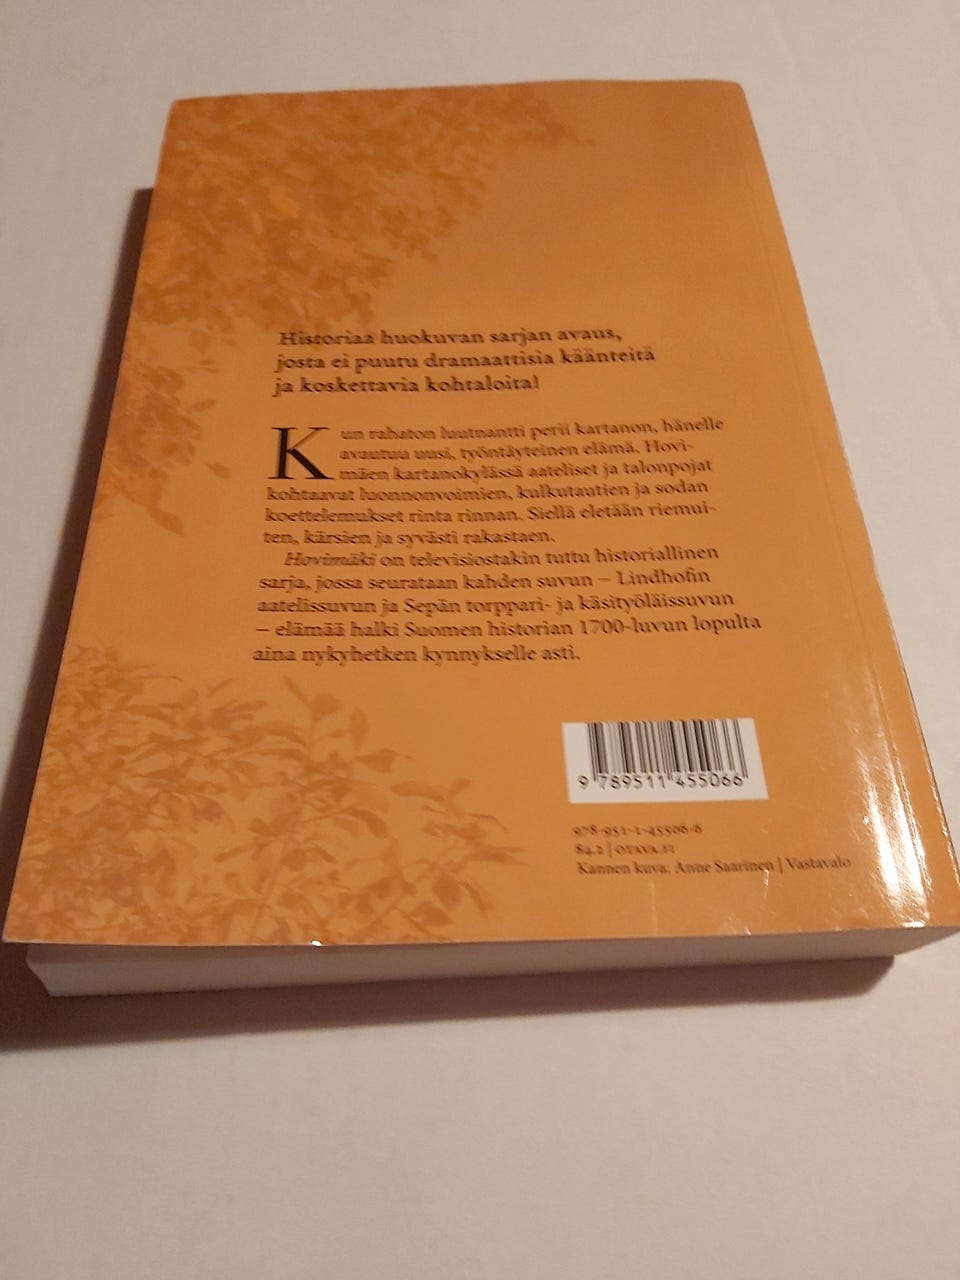 Historiaa huokuvan sarjan avaus,
josta ei puutu dramaattisia käänteitä
ja koskettavia kohtaloita!
Kun rahaton luutnantti perii kartanon, hänelle
avautuu uusi, työntäyteinen elämä. Hovi-
mäen kartanokylässä aateliset ja talonpojat
kohtaavat luonnonvoimien, kulkutautien ja sodan
koettelemukset rinta rinnan. Siellä eletään riemui-
ten, kärsien ja syvästi rakastaen.
Hovimäki on televisiostakin tuttu historiallinen
sarja, jossa seurataan kahden suvun – Lindhofin
aatelissuvun ja Sepän torppari- ja käsityöläissuvun
– elämää halki Suomen historian 1700-luvun lopulta
aina nykyhetken kynnykselle asti.
9 789511 455066
978-951-1-45506-6
84.2 | OTAVA.FI
Kannen kuva: Anne Saarinen | Vastavalo